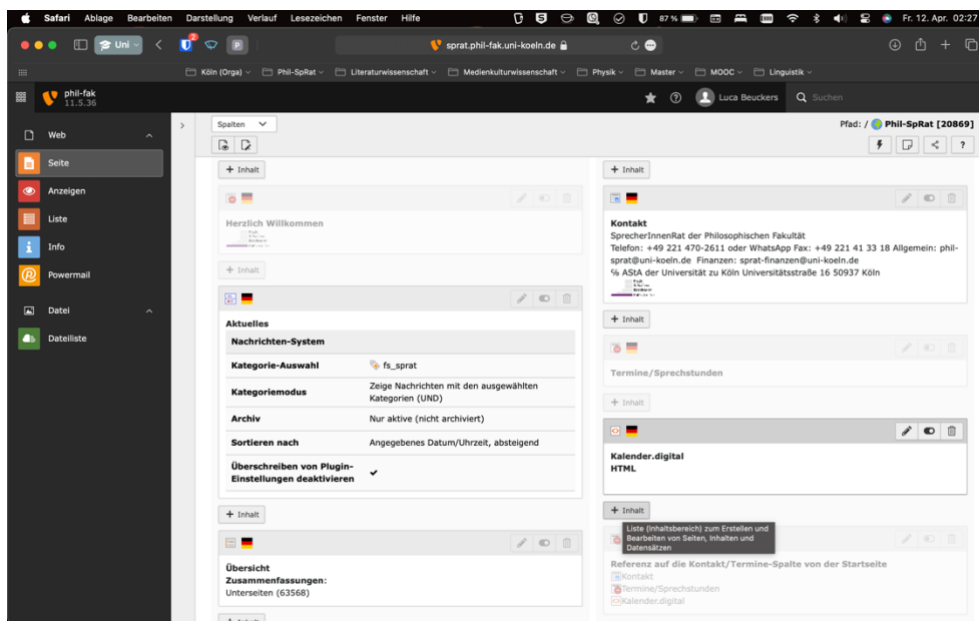 Safari Ablage Bearbeiten Darstellung Verlauf Lesezeichen Fenster Hilfe 87 % Fr. 12. Apr. 02:27
Uni 2 sprat.phil-fak.uni-koeln.de
Köln (Orga) Phil-SpRat Literaturwissenschaft Medienkulturwissenschaft Physik Master MOOC Linguistik
phil-fak
11.5.36
Luca Beuckers Suchen
Web
Seite
Anzeigen
Liste
Info
Powermail
Datei
Dateiliste
Spalten
Pfad: / Phil-SpRat [20869]
+ Inhalt
Herzlich Willkommen
+ Inhalt
Aktuelles
Nachrichten-System
Kategorie-Auswahl fs_sprat
Kategoriemodus Zeige Nachrichten mit den ausgewählten
Kategorien (UND)
Archiv Nur aktive (nicht archiviert)
Sortieren nach Angegebenes Datum/Uhrzeit, absteigend
Überschreiben von Plugin-
Einstellungen deaktivieren
+ Inhalt
Übersicht
Zusammenfassungen:
Unterseiten (63568)
+ Inhalt
+ Inhalt
Kontakt
SprecherInnenRat der Philosophischen Fakultät
Telefon: +49 221 470-2611 oder WhatsApp Fax: +49 221 41 33 18 Allgemein: phil-
sprat@uni-koeln.de Finanzen: sprat-finanzen@uni-koeln.de
℅ AStA der Universität zu Köln Universitätsstraße 16 50937 Köln
+ Inhalt
Termine/Sprechstunden
+ Inhalt
Kalender.digital
HTML
+ Inhalt
Liste (Inhaltsbereich) zum Erstellen und
Bearbeiten von Seiten, Inhalten und
Datensätzen
Referenz auf die Kontakt/Termine-Spalte von der Startseite
Kontakt
Termine/Sprechstunden
Kalender.digital